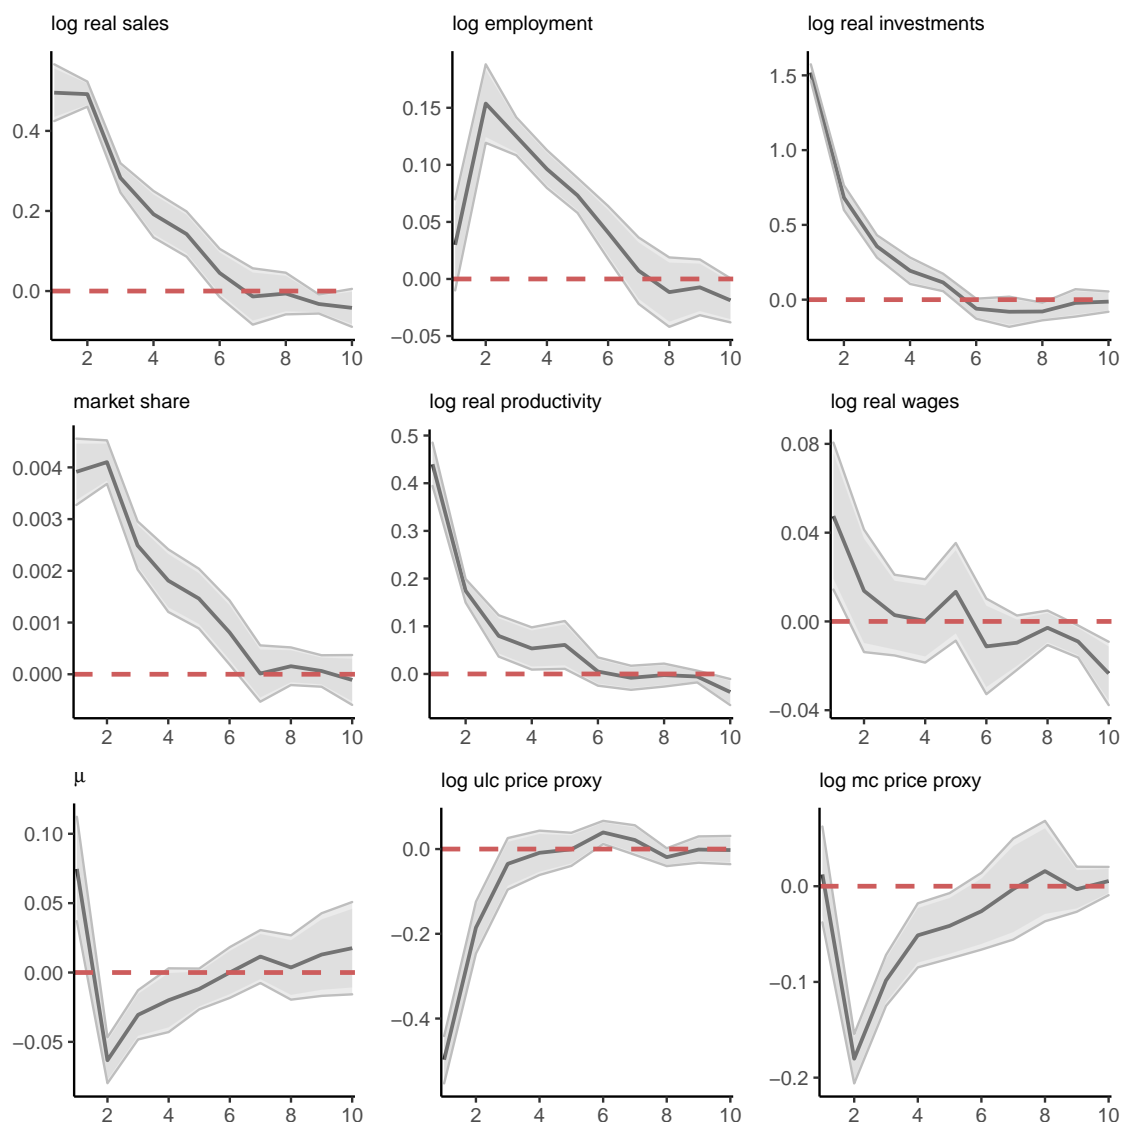 log real sales
log employment
log real investments
0.4
0.2
0.0
2 4 6 8 10
0.15
0.10
0.05
0.00
−0.05
2 4 6 8 10
1.5
1.0
0.5
0.0
2 4 6 8 10
market share
log real productivity
log real wages
0.004
0.003
0.002
0.001
0.000
2 4 6 8 10
0.5
0.4
0.3
0.2
0.1
0.0
2 4 6 8 10
0.08
0.04
0.00
−0.04
2 4 6 8 10
μ
log ulc price proxy
log mc price proxy
0.10
0.05
0.00
−0.05
2 4 6 8 10
0.0
−0.2
−0.4
2 4 6 8 10
0.0
−0.1
−0.2
2 4 6 8 10